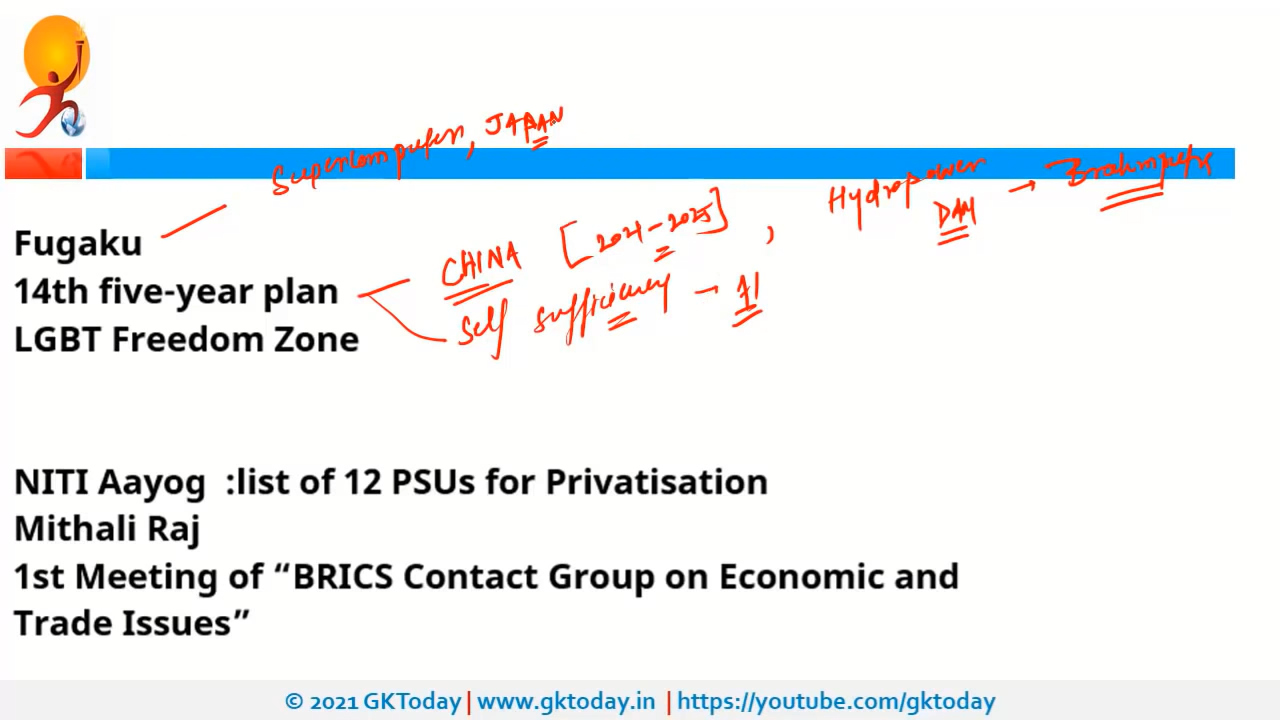 Supercomputer, JAPAN
Hydropower DAM → Brahmputra
Fugaku
CHINA [2021-2025],
14th five-year plan
Self sufficiency → AI
LGBT Freedom Zone
NITI Aayog :list of 12 PSUs for Privatisation
Mithali Raj
1st Meeting of “BRICS Contact Group on Economic and
Trade Issues”
© 2021 GKToday | www.gktoday.in | https://youtube.com/gktoday